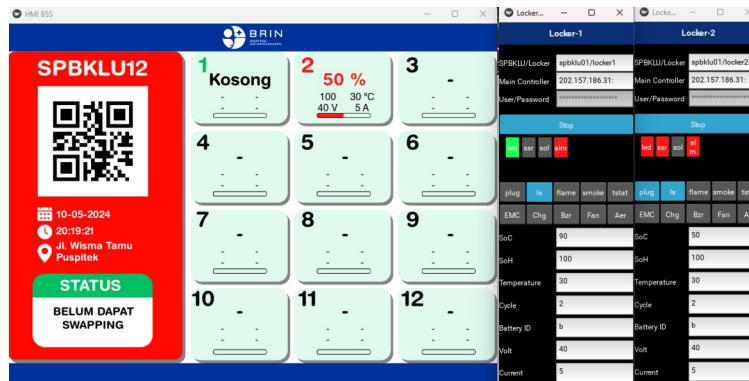 HMI BSS
BRIN
SPBKLU12
10-05-2024
20:19:21
Jl. Wisma Tamu
Puspitek
STATUS
BELUM DAPAT
SWAPPING
1
Kosong
- -
- -
2
50 %
100 30 °C
40 V 5 A
3
-
- -
- -
4
-
- -
- -
5
-
- -
- -
6
-
- -
- -
7
-
- -
- -
8
-
- -
- -
9
-
- -
- -
10
-
- -
- -
11
-
- -
- -
12
-
- -
- -
Locker...
Locker-1
SPBKLU/Locker spbklu01/locker1
Main Controller 202.157.186.31:
User/Password ****************
Stop
led ssr sol alm
plug ls flame smoke tstat
EMC Chg Bzr Fan Aer
SoC 90
SoH 100
Temperature 30
Cycle 2
Battery ID b
Volt 40
Current 5
Locke...
Locker-2
SPBKLU/Locker spbklu01/locker2
Main Controller 202.157.186.31:
User/Password ****************
Stop
led ssr sol al
m
plug ls flame smoke tst
EMC Chg Bzr Fan A
SoC 50
SoH 100
Temperature 30
Cycle 2
Battery ID b
Volt 40
Current 5